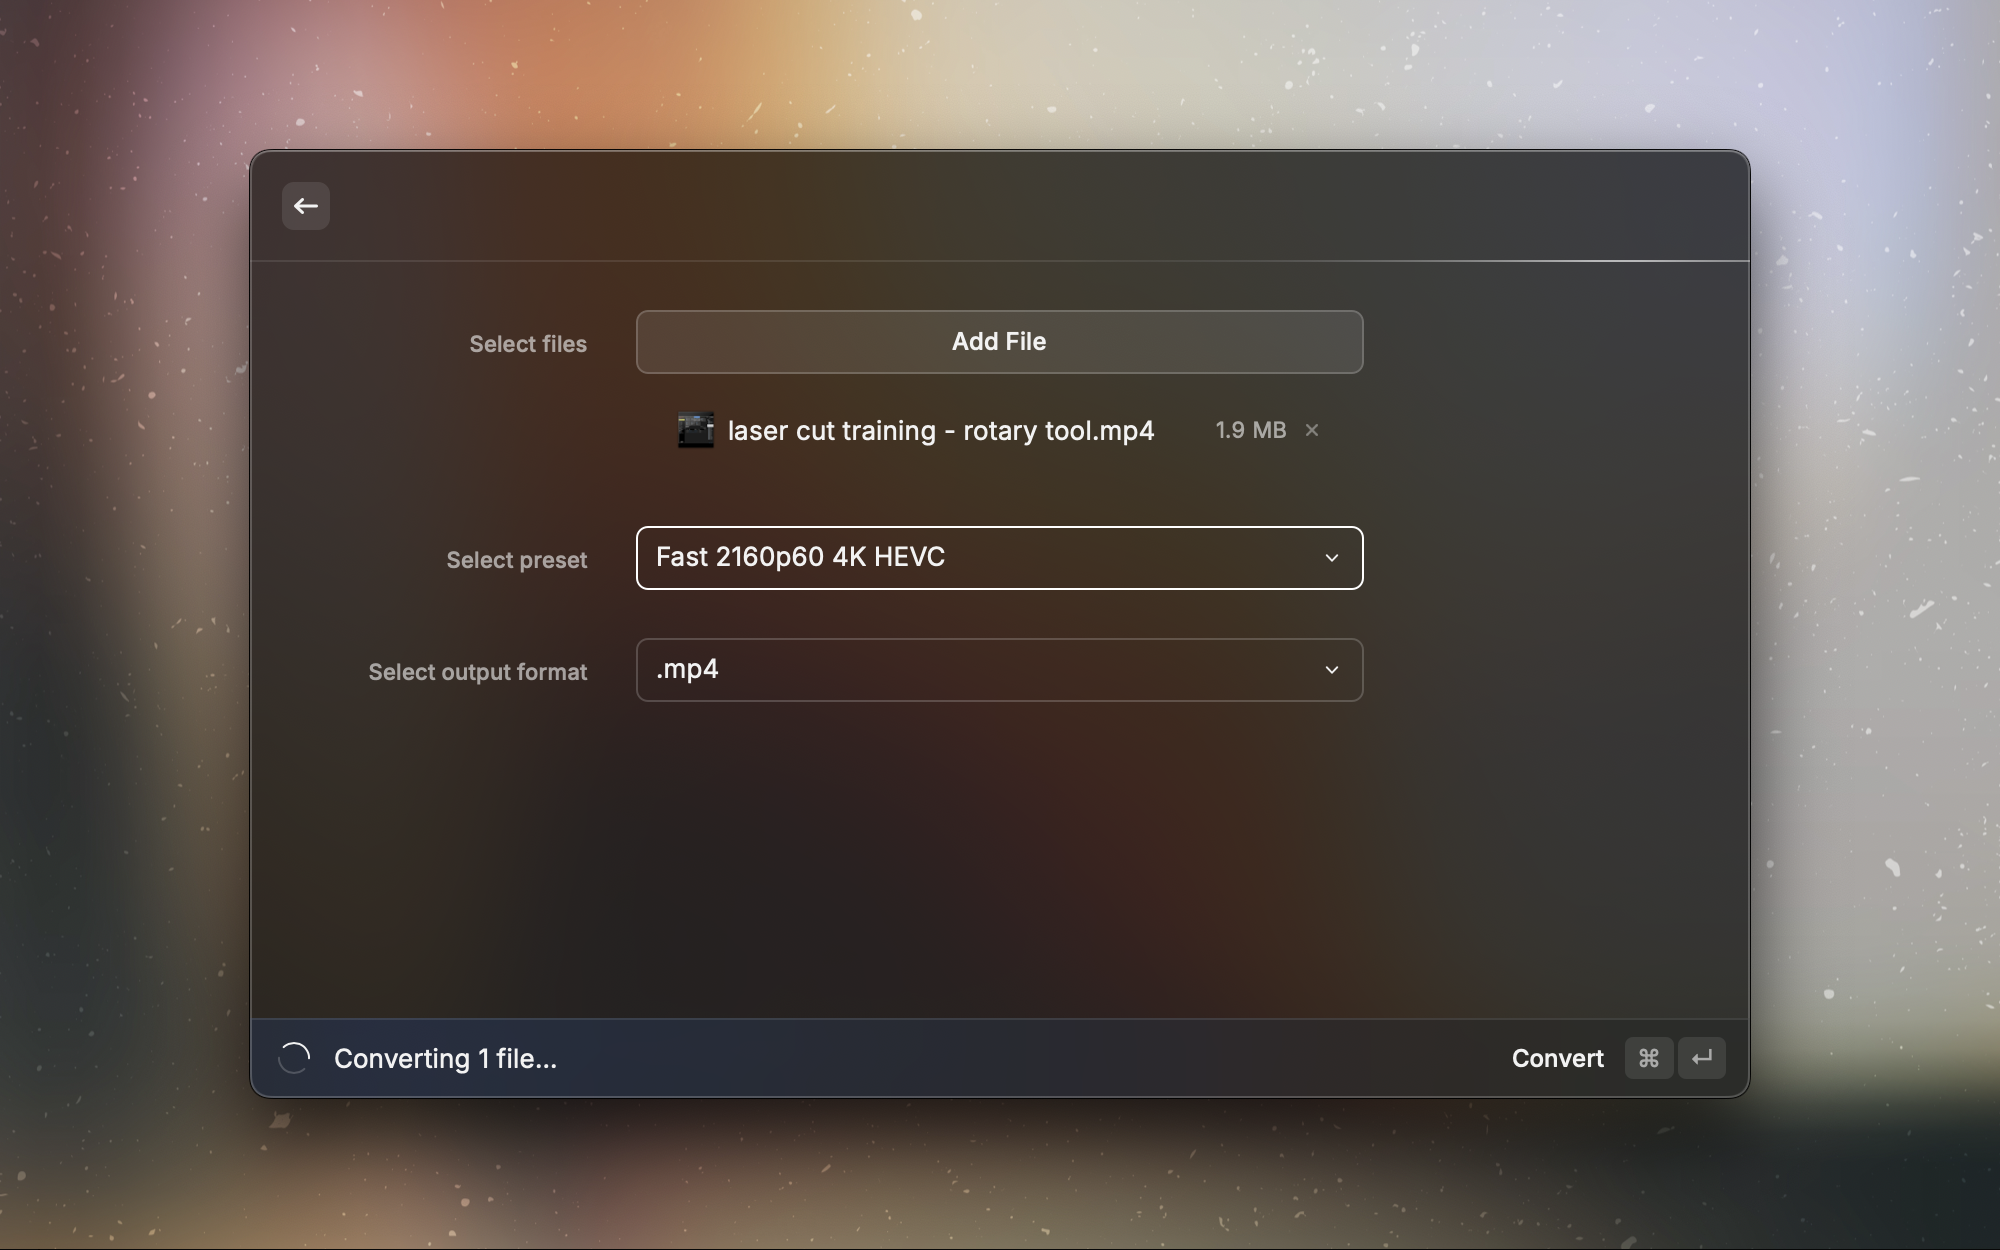 Select files
Add File
laser cut training - rotary tool.mp4
1.9 MB
Select preset
Fast 2160p60 4K HEVC
Select output format
.mp4
Converting 1 file...
Convert ⌘ ↵